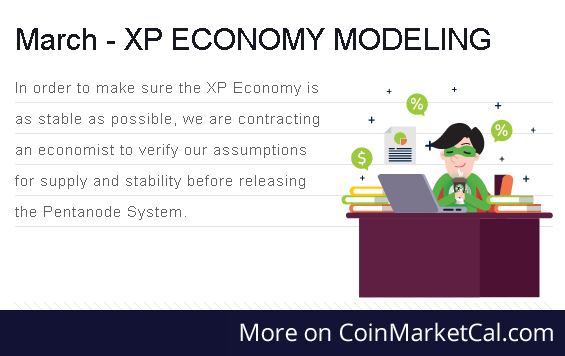 March - XP ECONOMY MODELING
In order to make sure the XP Economy is
as stable as possible, we are contracting
an economist to verify our assumptions
for supply and stability before releasing
the Pentanode System.
%
%
$
More on CoinMarketCal.com